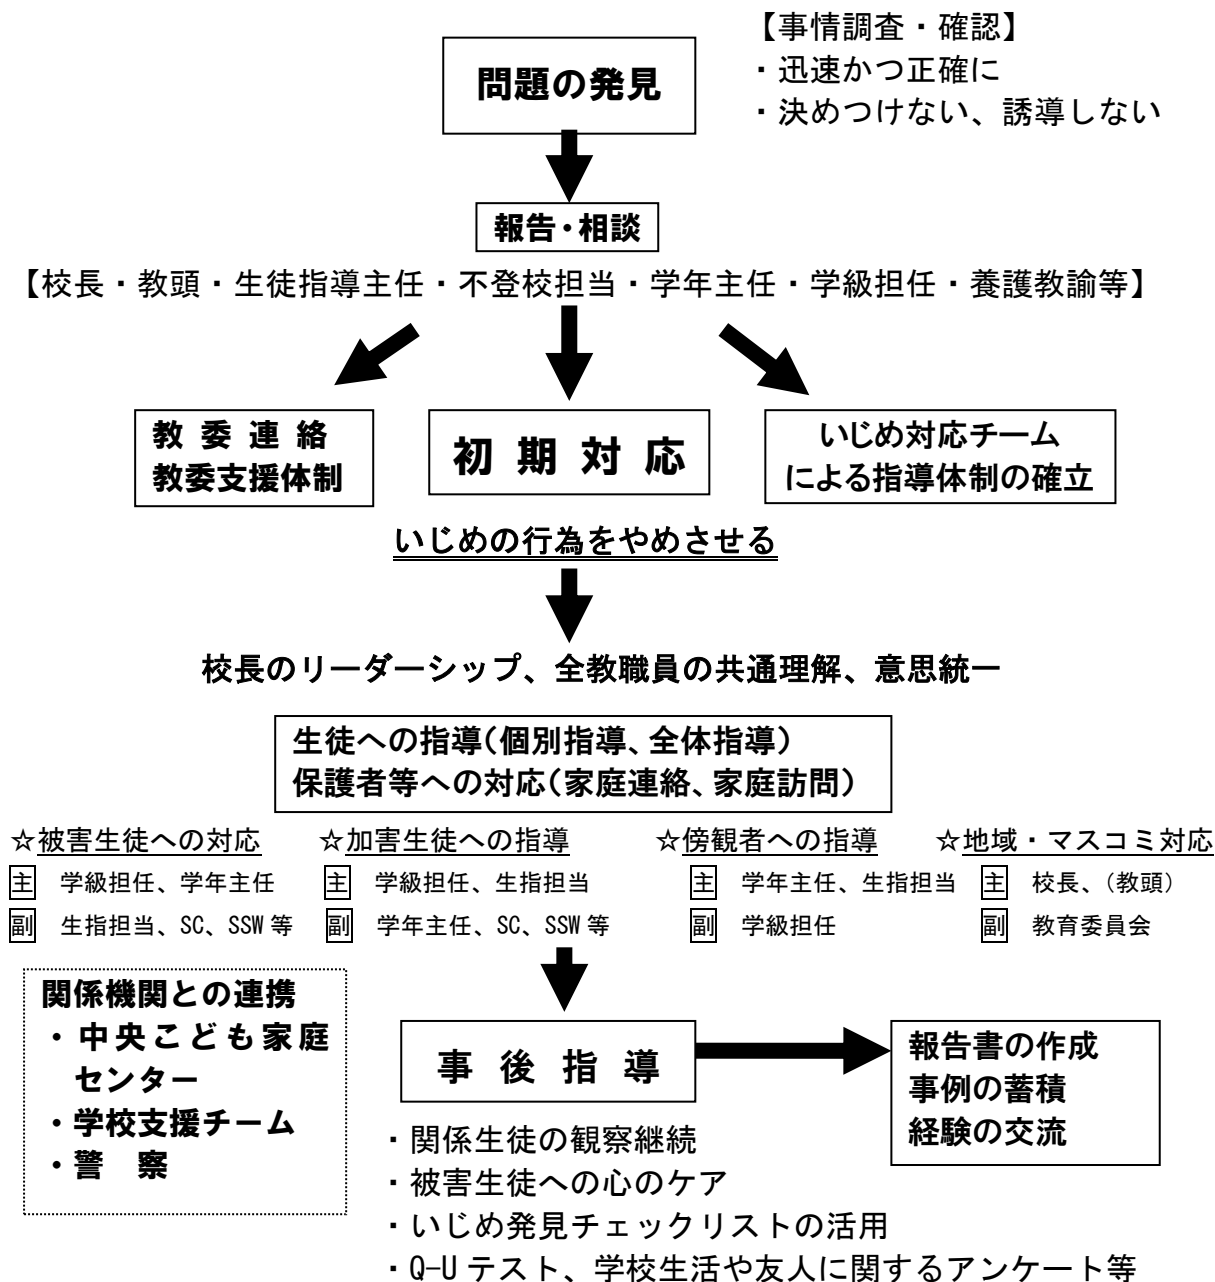 【事情調査・確認】
問題の発見
・迅速かつ正確に
・決めつけない、誘導しない
報告・相談
【校長・教頭・生徒指導主任・不登校担当・学年主任・学級担任・養護教諭等】
教委連絡
教委支援体制
初期対応
いじめ対応チーム
による指導体制の確立
いじめの行為をやめさせる
校長のリーダーシップ、全教職員の共通理解、意思統一
生徒への指導（個別指導、全体指導）
保護者等への対応（家庭連絡、家庭訪問）
☆被害生徒への対応
主 学級担任、学年主任
副 生指担当、SC、SSW等
☆加害生徒への指導
主 学級担任、生指担当
副 学年主任、SC、SSW等
☆傍観者への指導
主 学年主任、生指担当
副 学級担任
☆地域・マスコミ対応
主 校長、（教頭）
副 教育委員会
関係機関との連携
・中央こども家庭
センター
・学校支援チーム
・警察
事後指導
報告書の作成
事例の蓄積
経験の交流
・関係生徒の観察継続
・被害生徒への心のケア
・いじめ発見チェックリストの活用
・Q-Uテスト、学校生活や友人に関するアンケート等